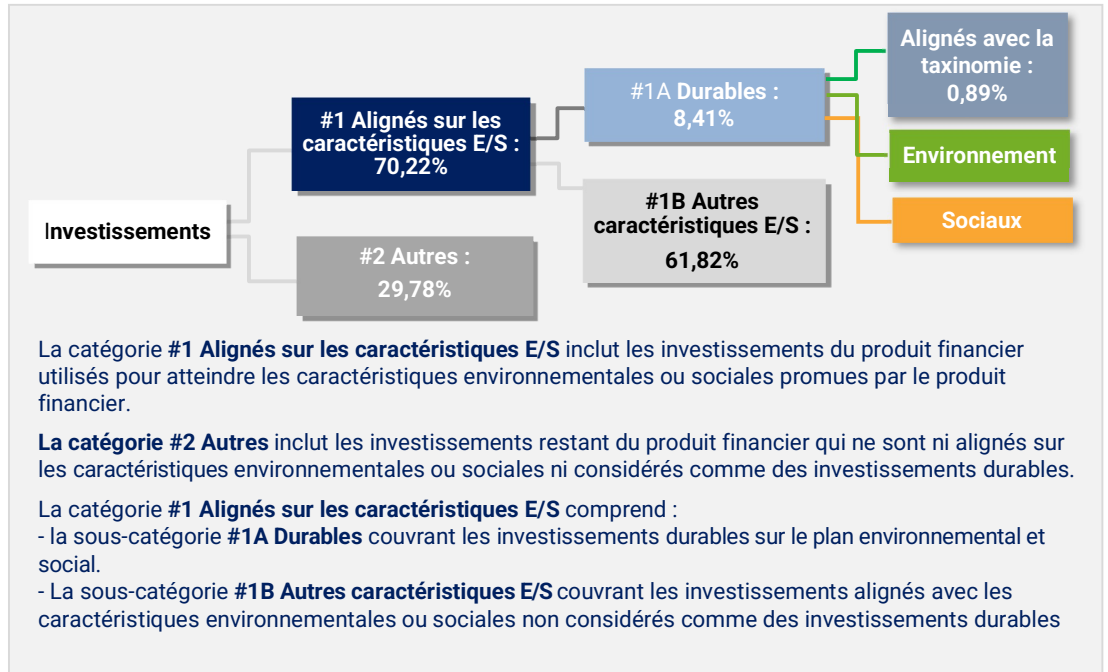 Investissements
#1 Alignés sur les
caractéristiques E/S :
70,22%
#2 Autres :
29,78%
#1A Durables :
8,41%
#1B Autres
caractéristiques E/S :
61,82%
Alignés avec la
taxinomie :
0,89%
Environnement
Sociaux
La catégorie #1 Alignés sur les caractéristiques E/S inclut les investissements du produit financier
utilisés pour atteindre les caractéristiques environnementales ou sociales promues par le produit
financier.
La catégorie #2 Autres inclut les investissements restant du produit financier qui ne sont ni alignés sur
les caractéristiques environnementales ou sociales ni considérés comme des investissements durables.
La catégorie #1 Alignés sur les caractéristiques E/S comprend :
- la sous-catégorie #1A Durables couvrant les investissements durables sur le plan environnemental et
social.
- La sous-catégorie #1B Autres caractéristiques E/S couvrant les investissements alignés avec les
caractéristiques environnementales ou sociales non considérés comme des investissements durables